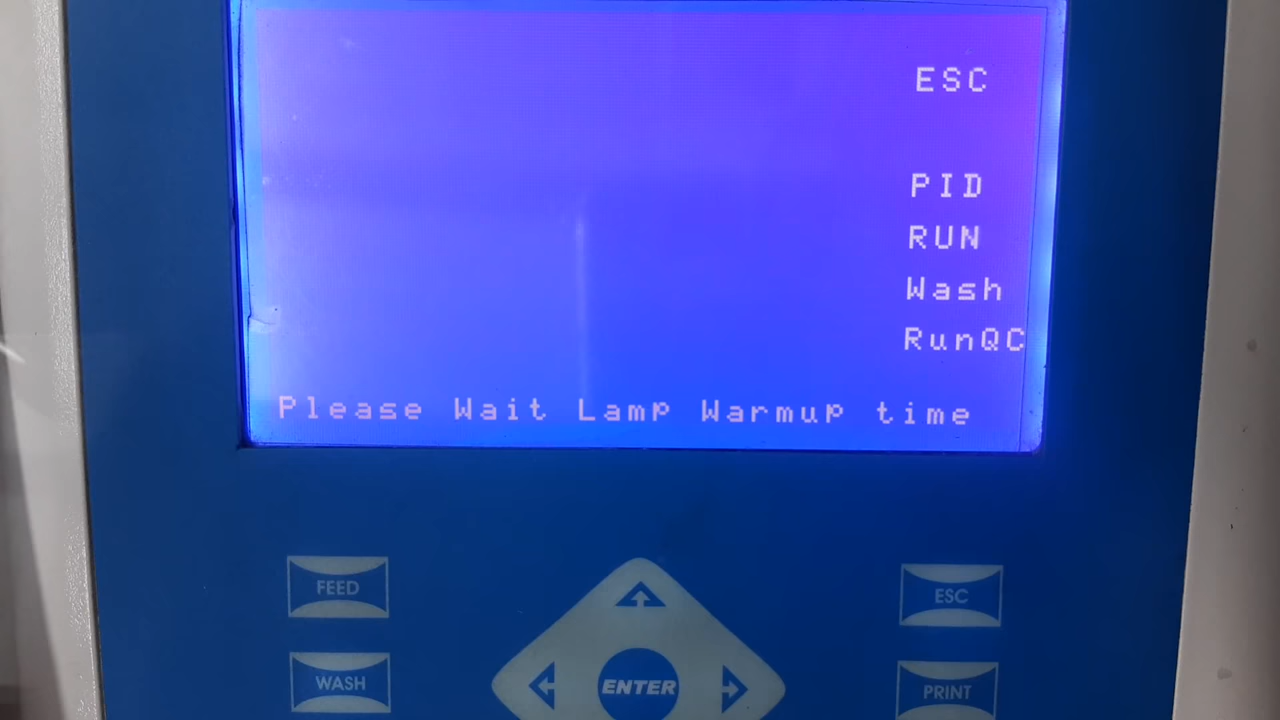 ESC
PID
RUN
Wash
RunQC
Please Wait Lamp Warmup time
FEED
ESC
WASH
ENTER
PRINT